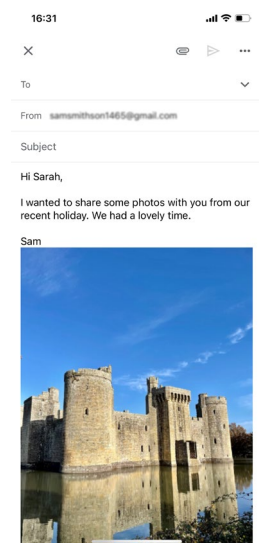 16:31
To
From samsmithson1465@gmail.com
Subject
Hi Sarah,
I wanted to share some photos with you from our
recent holiday. We had a lovely time.
Sam